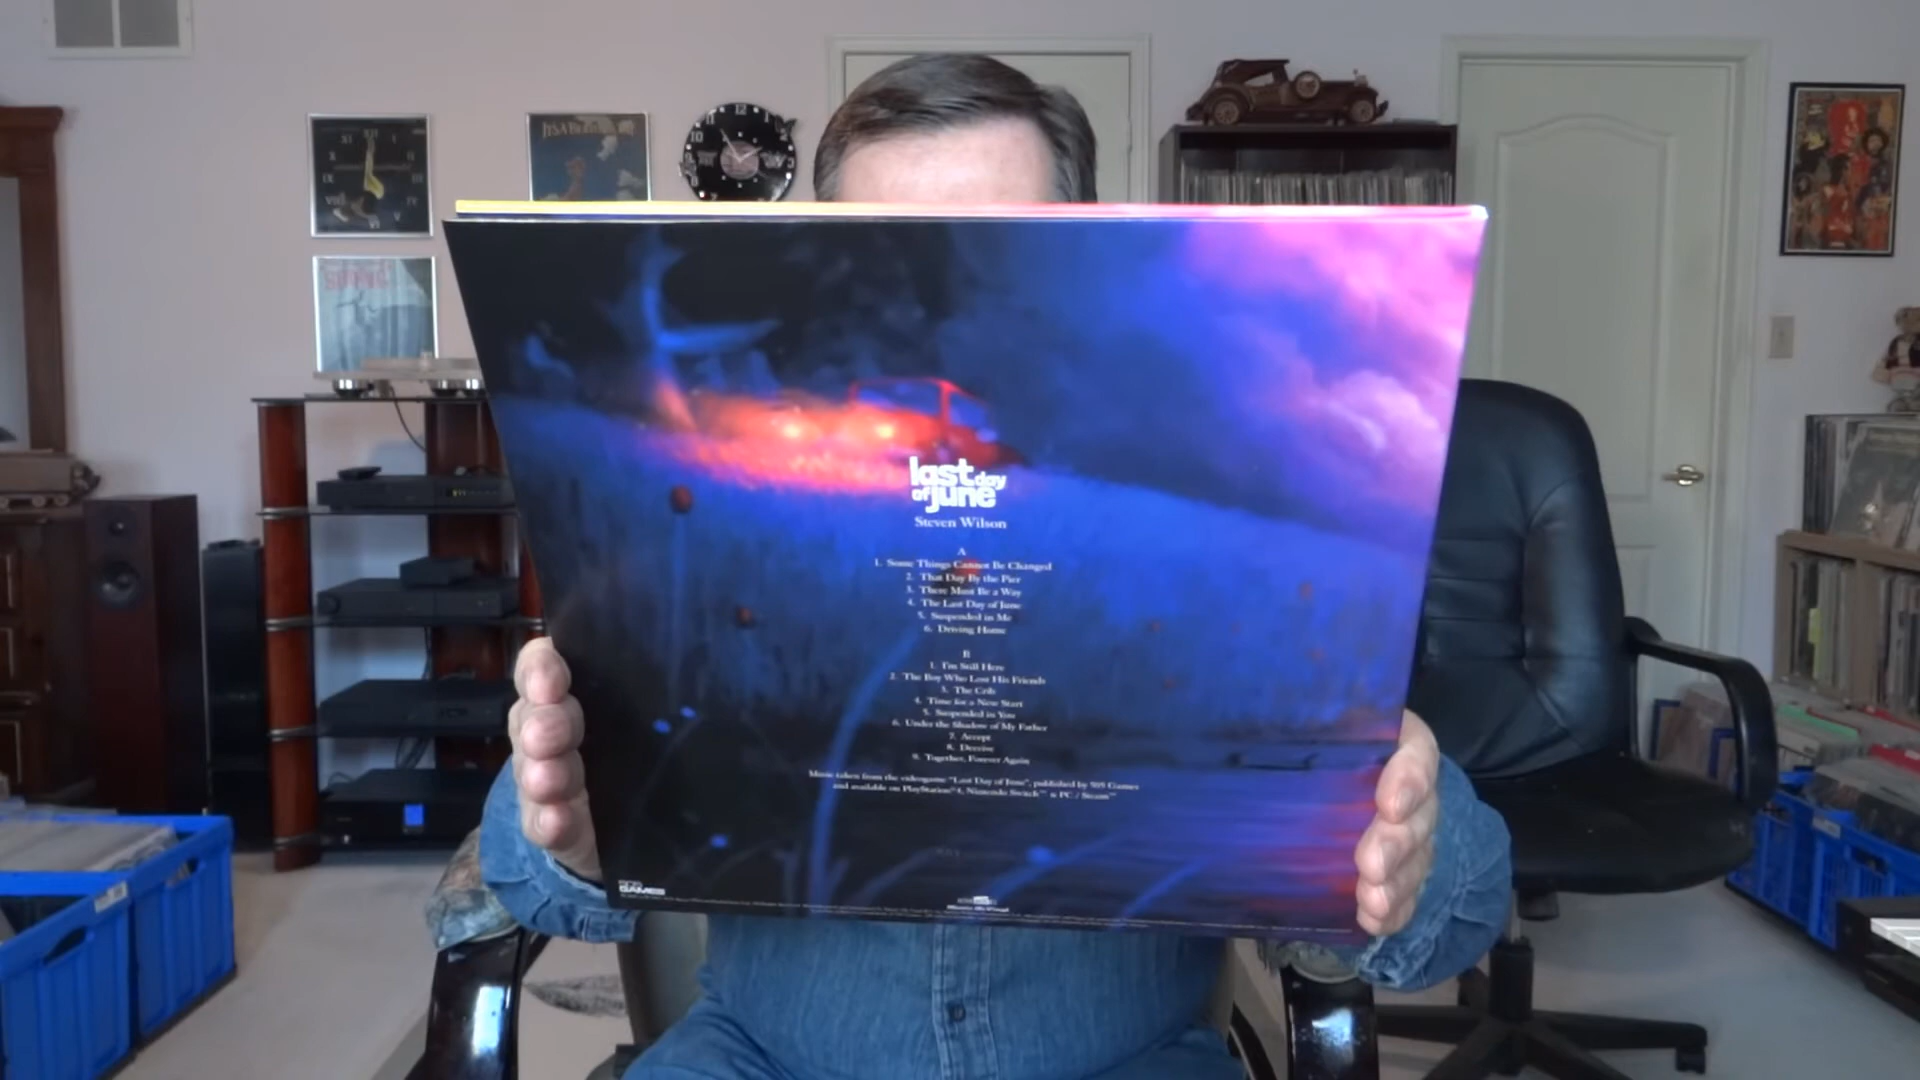 IT'S A BEAUTIFUL DAY
last day
of june
Steven Wilson
A
1. Some Things Cannot Be Changed
2. That Day By the Pier
3. There Must Be a Way
4. The Last Day of June
5. Suspended in Me
6. Driving Home
B
1. I'm Still Here
2. The Boy Who Lost His Friends
3. The Crib
4. Time for a New Start
5. Suspended in You
6. Under the Shadow of My Father
7. Accept
8. Deceive
9. Together, Forever Again
Music taken from the videogame "Last Day of June", published by 505 Games
and available on PlayStation®4, Nintendo Switch™ & PC / Steam™
GAMES